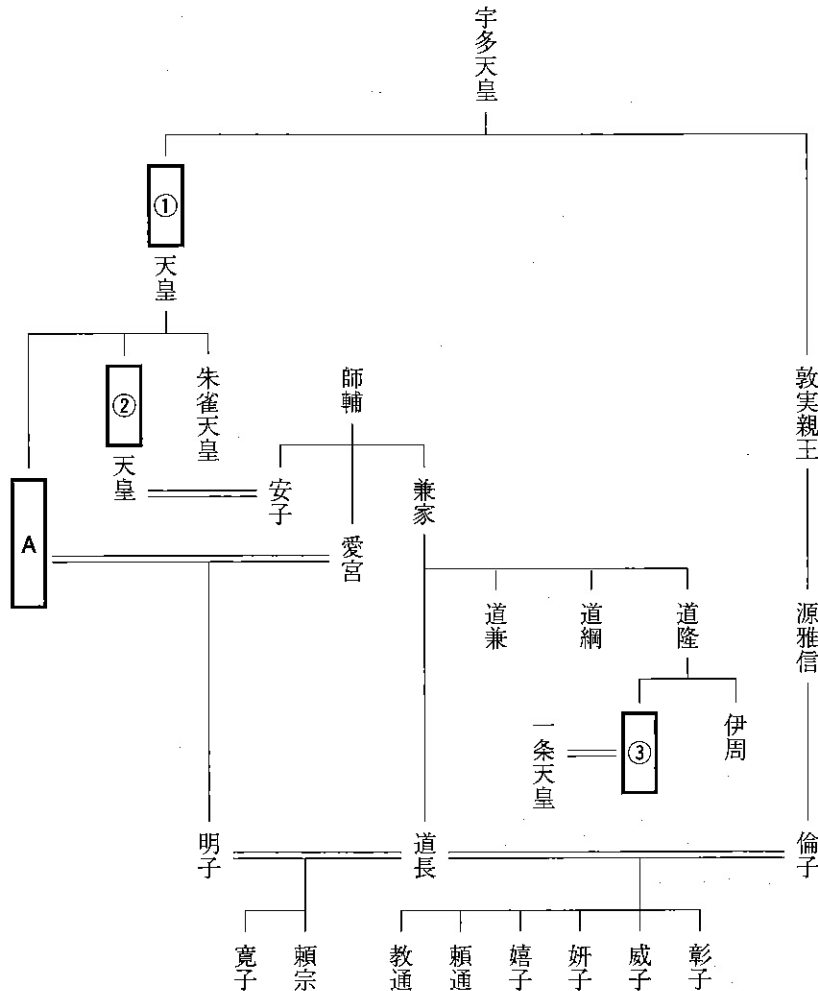 宇多天皇
①
天皇
②
天皇
朱雀天皇
師輔
敦実親王
安子
兼家
A
愛宮
道兼
道綱
道隆
源雅信
一条天皇
③
伊周
明子
道長
倫子
寛子
頼宗
教通
頼通
嬉子
妍子
威子
彰子